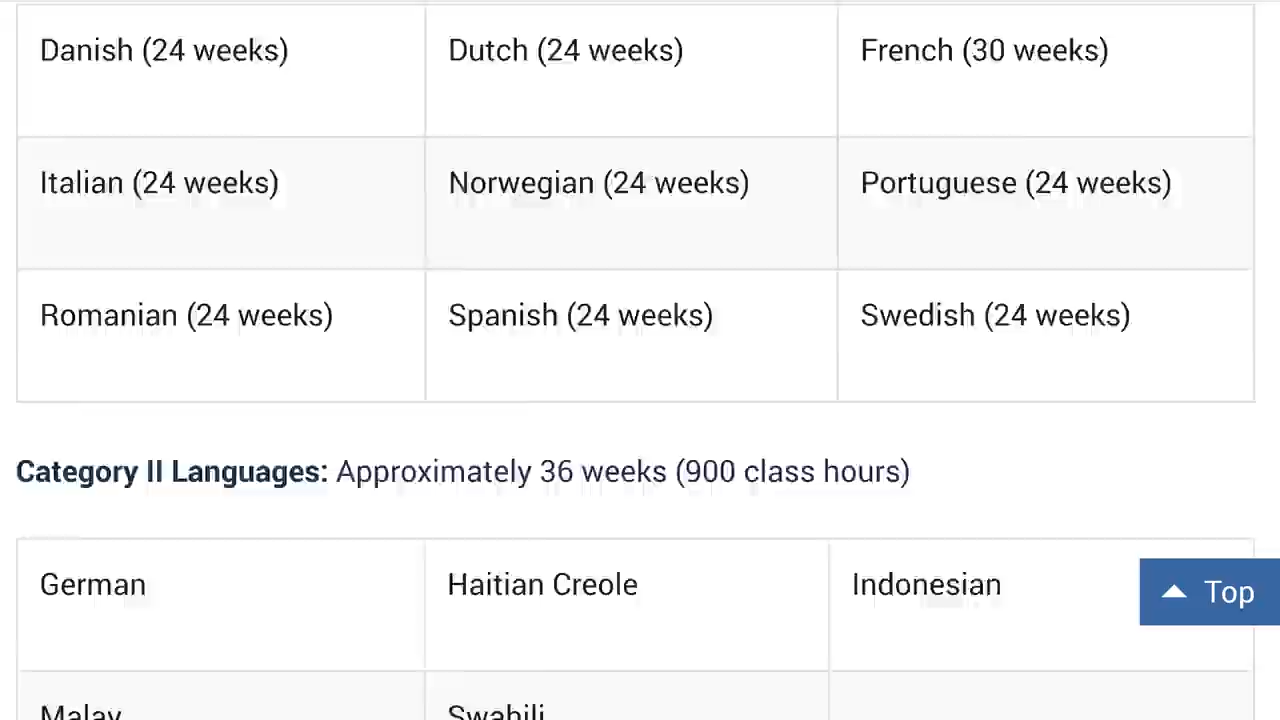 Danish (24 weeks)
Dutch (24 weeks)
French (30 weeks)
Italian (24 weeks)
Norwegian (24 weeks)
Portuguese (24 weeks)
Romanian (24 weeks)
Spanish (24 weeks)
Swedish (24 weeks)
Category II Languages: Approximately 36 weeks (900 class hours)
German
Haitian Creole
Indonesian
Top
Malay
Swahili